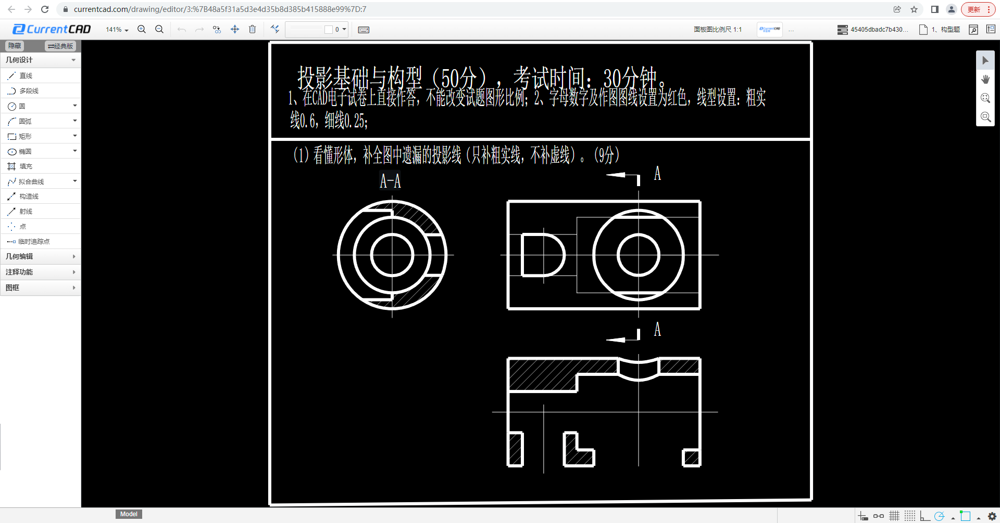 currentcad.com/drawing/editor/3:%7B48a5f31a5d3e4d35b8d385b415888e99%7D:7
更新
CurrentCAD
141%
0
面板图比例尺 1:1
CurrentCAD
...
45405dbadc7b430...
1、构型题
隐藏
经典版
几何设计
直线
多段线
圆
圆弧
矩形
椭圆
填充
拟合曲线
构造线
射线
点
临时追踪点
几何编辑
注释功能
图框
投影基础与构型（50分），考试时间：30分钟。
1、在CAD电子试卷上直接作答，不能改变试题图形比例；2、字母数字及作图图线设置为红色，线型设置：粗实
线0.6，细线0.25；
（1）看懂形体，补全图中遗漏的投影线（只补粗实线，不补虚线）。（9分）
A-A
A
A
Model